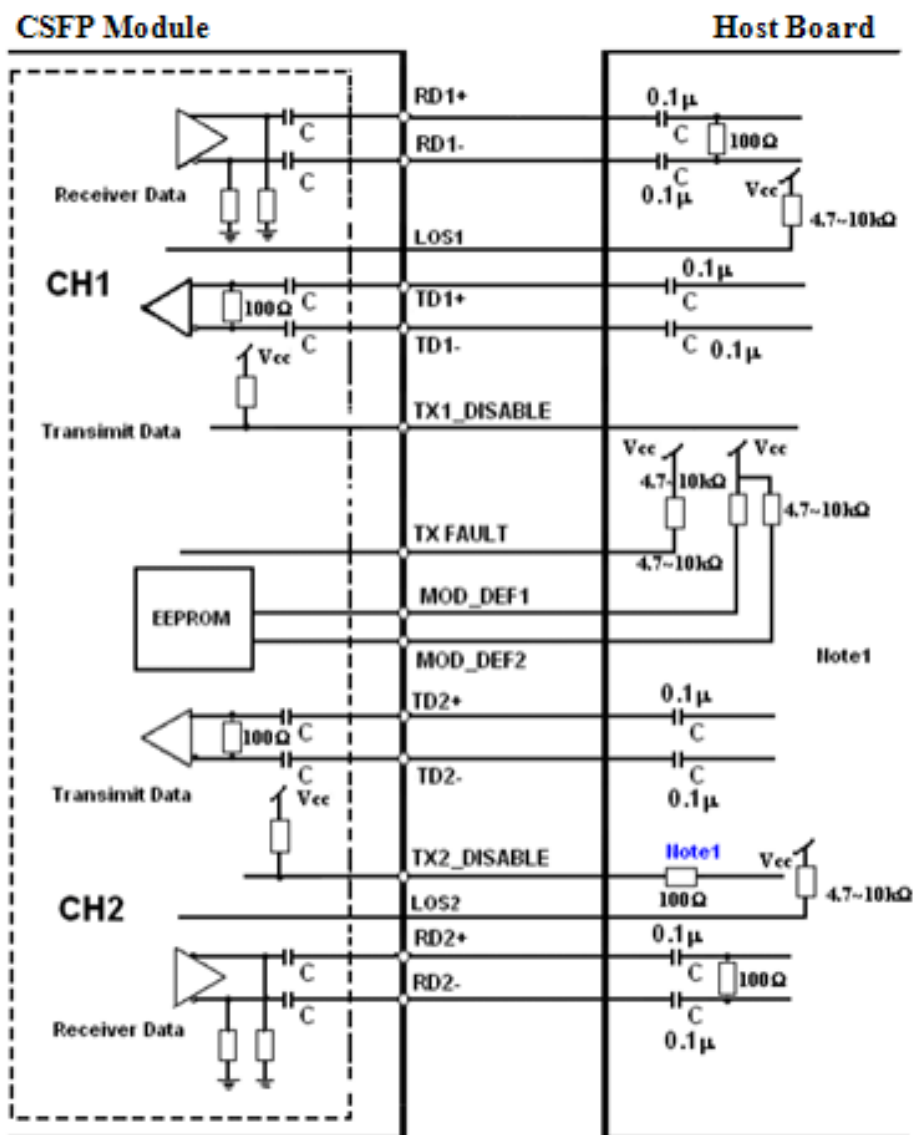 CSFP Module
Host Board
RD1+
0.1μ
C
C
100Ω
RD1-
C
C
0.1μ
Vcc
Receiver Data
4.7~10kΩ
LOS1
CH1
0.1μ
100Ω
C
TD1+
C
C
TD1-
C
0.1μ
Vcc
TX1_DISABLE
Transimit Data
Vcc
Vcc
4.7~10kΩ
4.7~10kΩ
TX FAULT
4.7~10kΩ
MOD_DEF1
EEPROM
MOD_DEF2
Note1
TD2+
0.1μ
100Ω
C
C
C
TD2-
C
0.1μ
Transimit Data
Vcc
TX2_DISABLE
Note1
Vcc
100Ω
4.7~10kΩ
CH2
LOS2
RD2+
0.1μ
C
C
100Ω
RD2-
C
C
Receiver Data
0.1μ